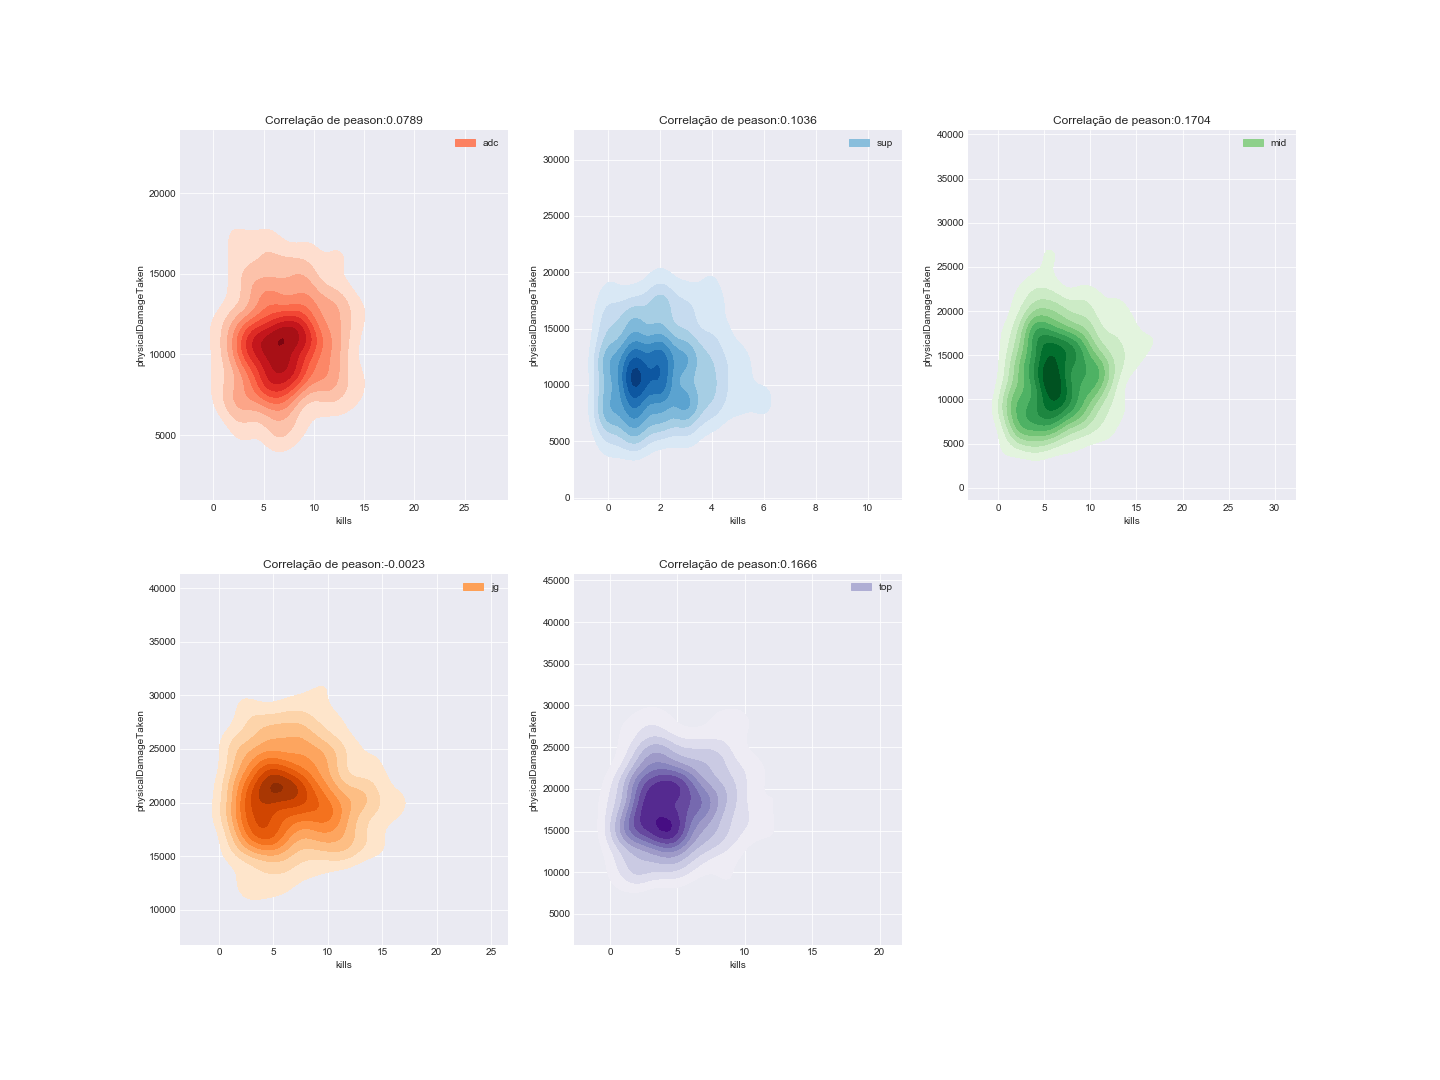 Correlação de peason:0.0789
adc
20000
15000
10000
5000
physicalDamageTaken
0 5 10 15 20 25
kills
Correlação de peason:0.1036
sup
30000
25000
20000
15000
10000
5000
0
physicalDamageTaken
0 2 4 6 8 10
kills
Correlação de peason:0.1704
mid
40000
35000
30000
25000
20000
15000
10000
5000
0
physicalDamageTaken
0 5 10 15 20 25 30
kills
Correlação de peason:-0.0023
jg
40000
35000
30000
25000
20000
15000
10000
physicalDamageTaken
0 5 10 15 20 25
kills
Correlação de peason:0.1666
top
45000
40000
35000
30000
25000
20000
15000
10000
5000
physicalDamageTaken
0 5 10 15 20
kills